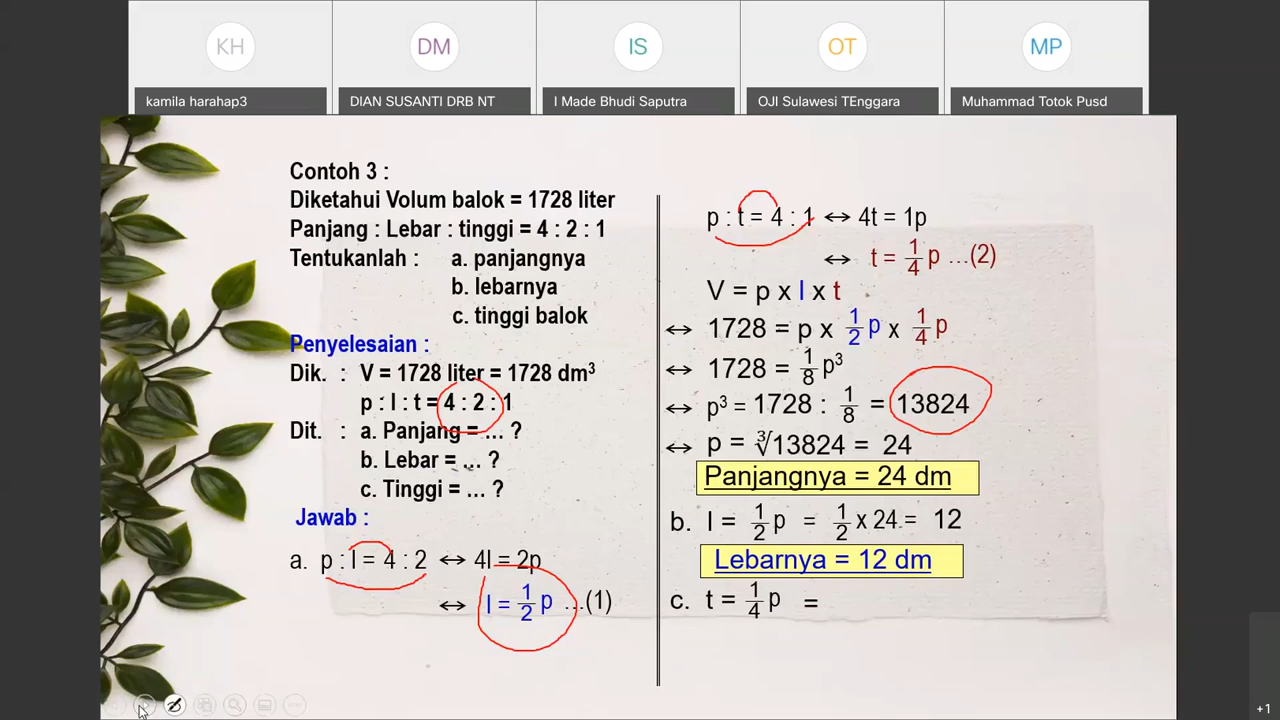 KH
DM
IS
OT
MP
kamila harahap3
DIAN SUSANTI DRB NT
I Made Bhudi Saputra
OJI Sulawesi TEnggara
Muhammad Totok Pusd
Contoh 3 :
Diketahui Volum balok = 1728 liter
Panjang : Lebar : tinggi = 4 : 2 : 1
Tentukanlah : a. panjangnya
b. lebarnya
c. tinggi balok
Penyelesaian :
Dik. : V = 1728 liter = 1728 dm³
p : l : t = 4 : 2 : 1
Dit. : a. Panjang = ... ?
b. Lebar = ... ?
c. Tinggi = ... ?
Jawab :
a. p : l = 4 : 2 ↔ 4l = 2p
↔ l = 1/2 p ...(1)
p : t = 4 : 1 ↔ 4t = 1p
↔ t = 1/4 p ...(2)
V = p x l x t
↔ 1728 = p x 1/2 p x 1/4 p
↔ 1728 = 1/8 p³
↔ p³ = 1728 : 1/8 = 13824
↔ p = ∛13824 = 24
Panjangnya = 24 dm
b. l = 1/2 p = 1/2 x 24 = 12
Lebarnya = 12 dm
c. t = 1/4 p =
+1